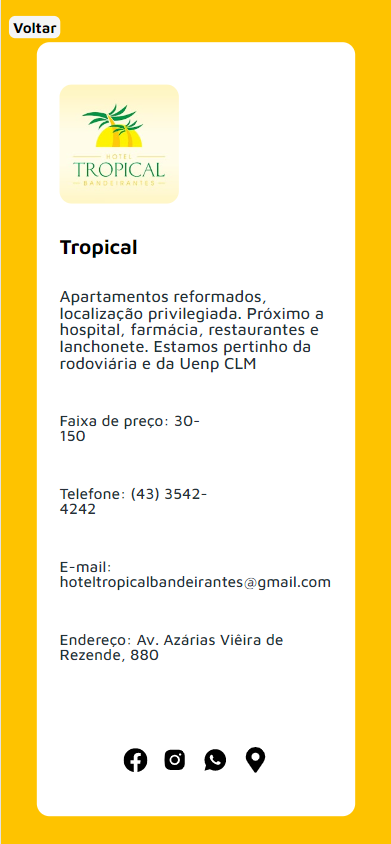 Voltar
HOTEL
TROPICAL
BANDEIRANTES
Tropical
Apartamentos reformados,
localização privilegiada. Próximo a
hospital, farmácia, restaurantes e
lanchonete. Estamos pertinho da
rodoviária e da Uenp CLM
Faixa de preço: 30-
150
Telefone: (43) 3542-
4242
E-mail:
hoteltropicalbandeirantes@gmail.com
Endereço: Av. Azárias Viêira de
Rezende, 880